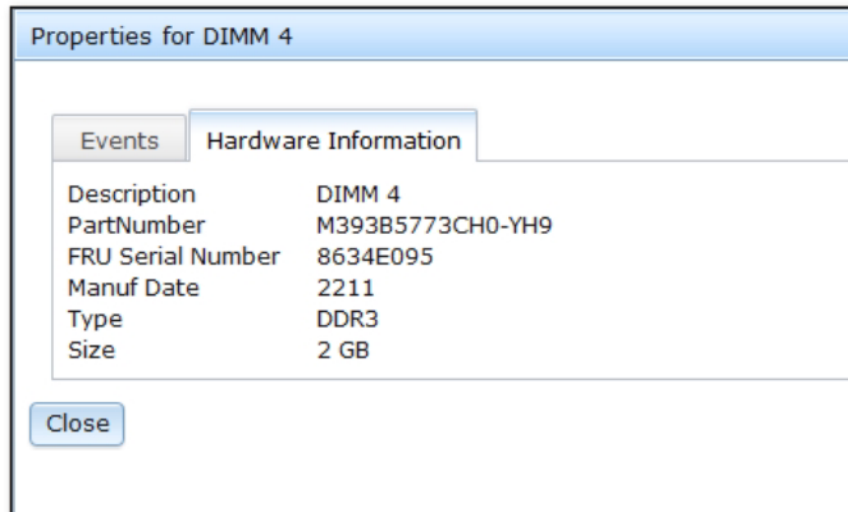 Properties for DIMM 4
Events Hardware Information
Description DIMM 4
PartNumber M393B5773CH0-YH9
FRU Serial Number 8634E095
Manuf Date 2211
Type DDR3
Size 2 GB
Close